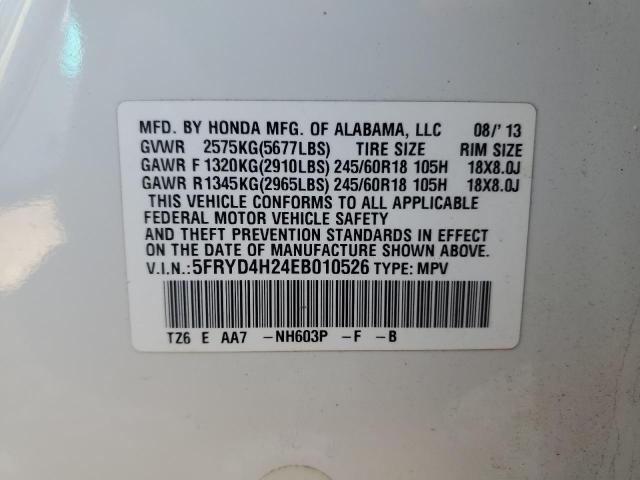 MFD. BY HONDA MFG. OF ALABAMA, LLC 08/' 13
GVWR 2575KG(5677LBS) TIRE SIZE RIM SIZE
GAWR F 1320KG(2910LBS) 245/60R18 105H 18X8.0J
GAWR R 1345KG(2965LBS) 245/60R18 105H 18X8.0J
THIS VEHICLE CONFORMS TO ALL APPLICABLE
FEDERAL MOTOR VEHICLE SAFETY
AND THEFT PREVENTION STANDARDS IN EFFECT
ON THE DATE OF MANUFACTURE SHOWN ABOVE.
V.I.N.: 5FRYD4H24EB010526 TYPE: MPV
TZ6 E AA7 -NH603P -F -B